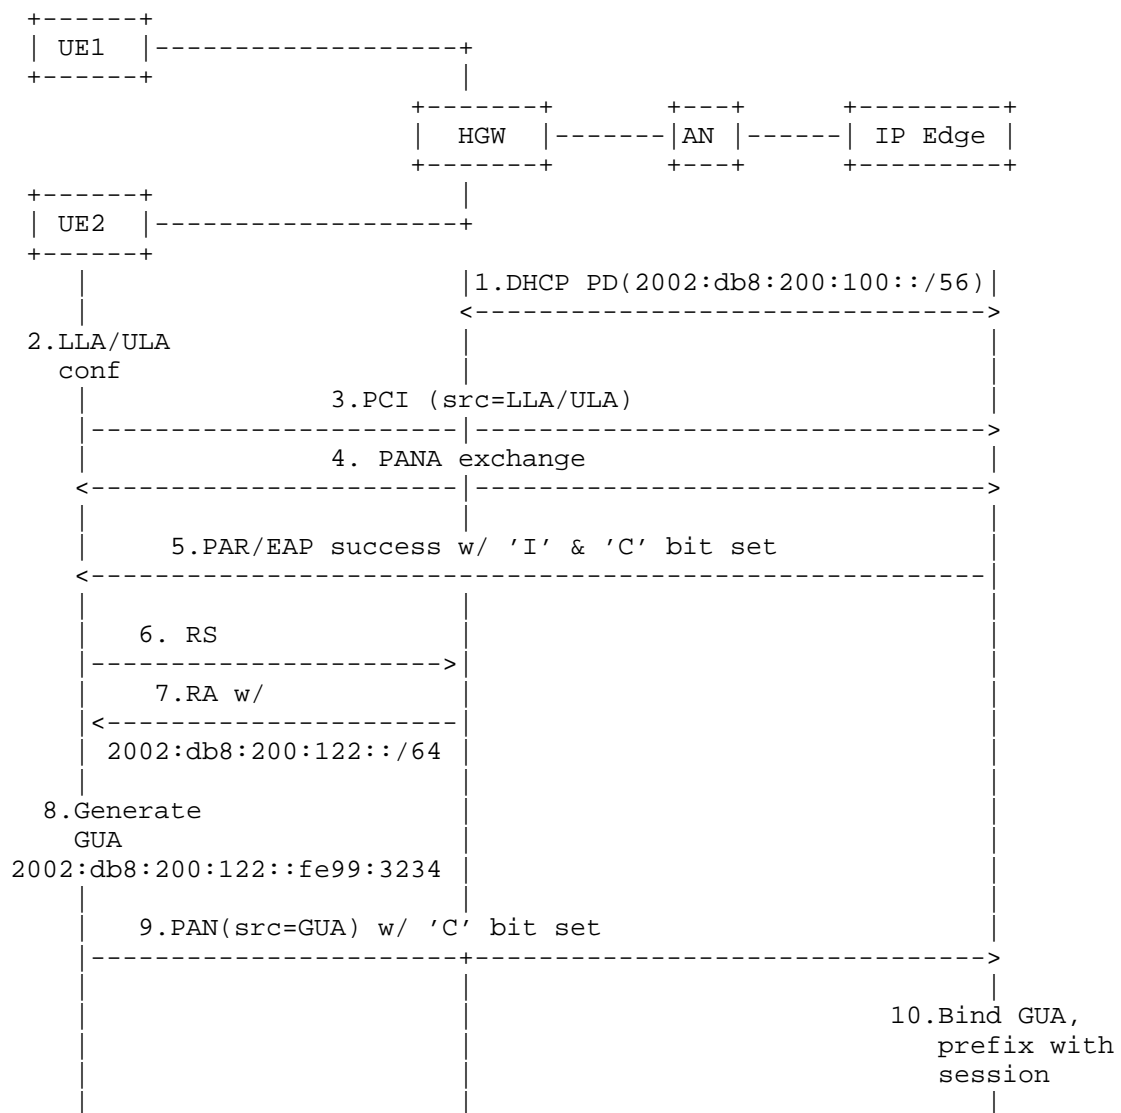 UE1
HGW AN IP Edge
UE2
1.DHCP PD(2002:db8:200:100::/56)
2.LLA/ULA
conf
3.PCI (src=LLA/ULA)
4. PANA exchange
5.PAR/EAP success w/ 'I' & 'C' bit set
6. RS
7.RA w/
2002:db8:200:122::/64
8.Generate
GUA
2002:db8:200:122::fe99:3234
9.PAN(src=GUA) w/ 'C' bit set
10.Bind GUA,
prefix with
session